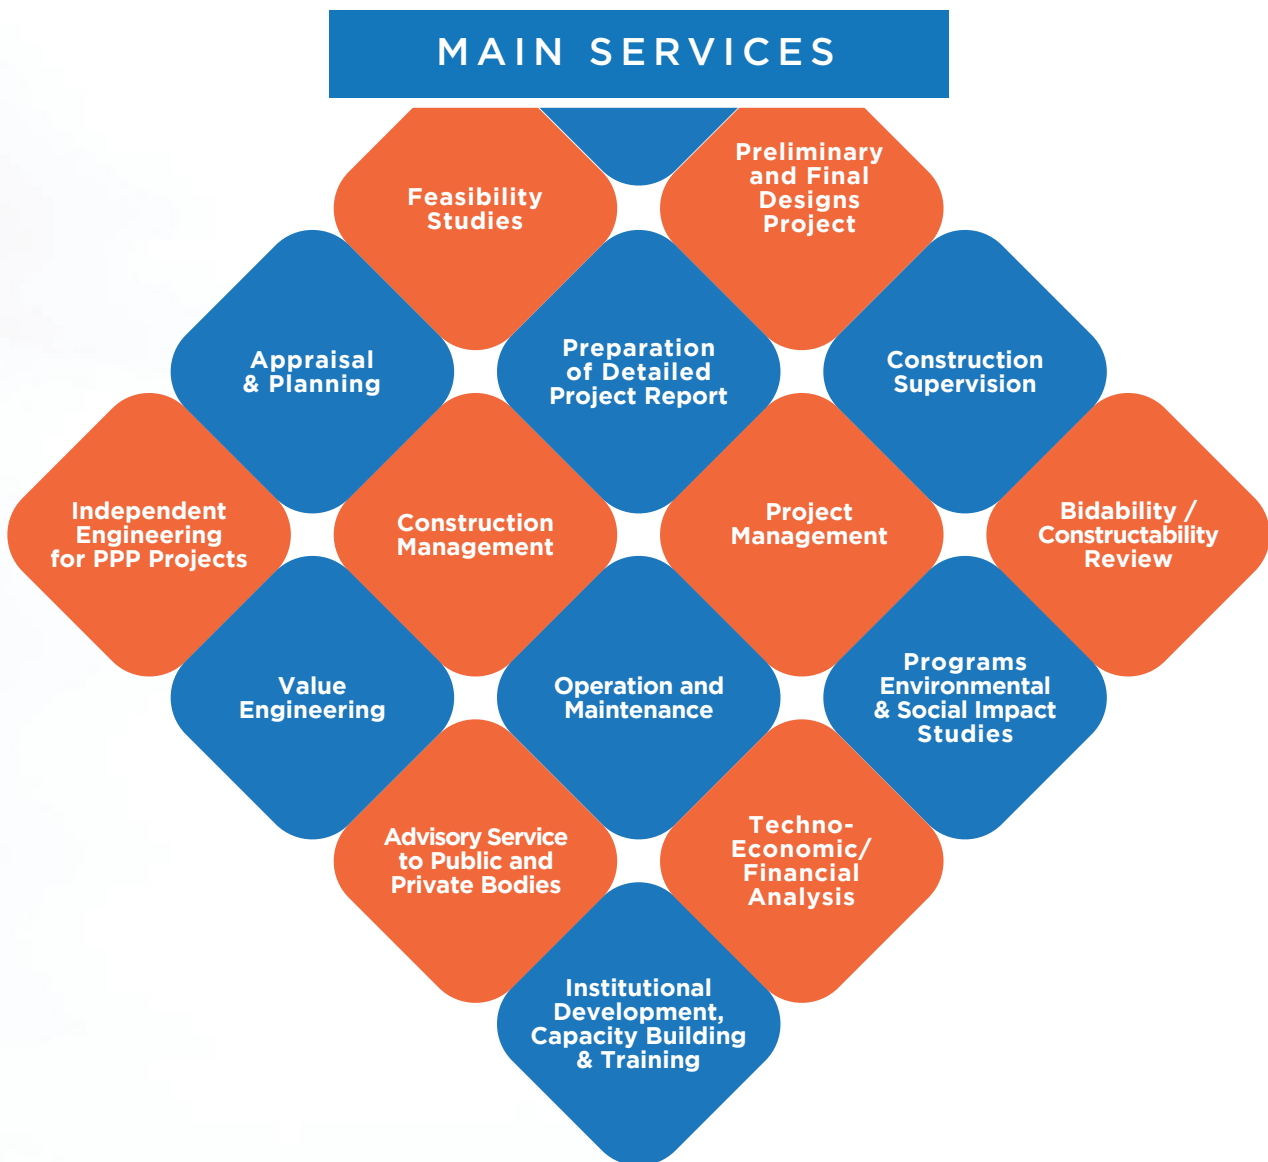 MAIN SERVICES
Feasibility
Studies
Preliminary
and Final
Designs
Project
Appraisal
& Planning
Preparation
of Detailed
Project Report
Construction
Supervision
Independent
Engineering
for PPP Projects
Construction
Management
Project
Management
Bidability /
Constructability
Review
Value
Engineering
Operation and
Maintenance
Programs
Environmental
& Social Impact
Studies
Advisory Service
to Public and
Private Bodies
Techno-
Economic/
Financial
Analysis
Institutional
Development,
Capacity Building
& Training